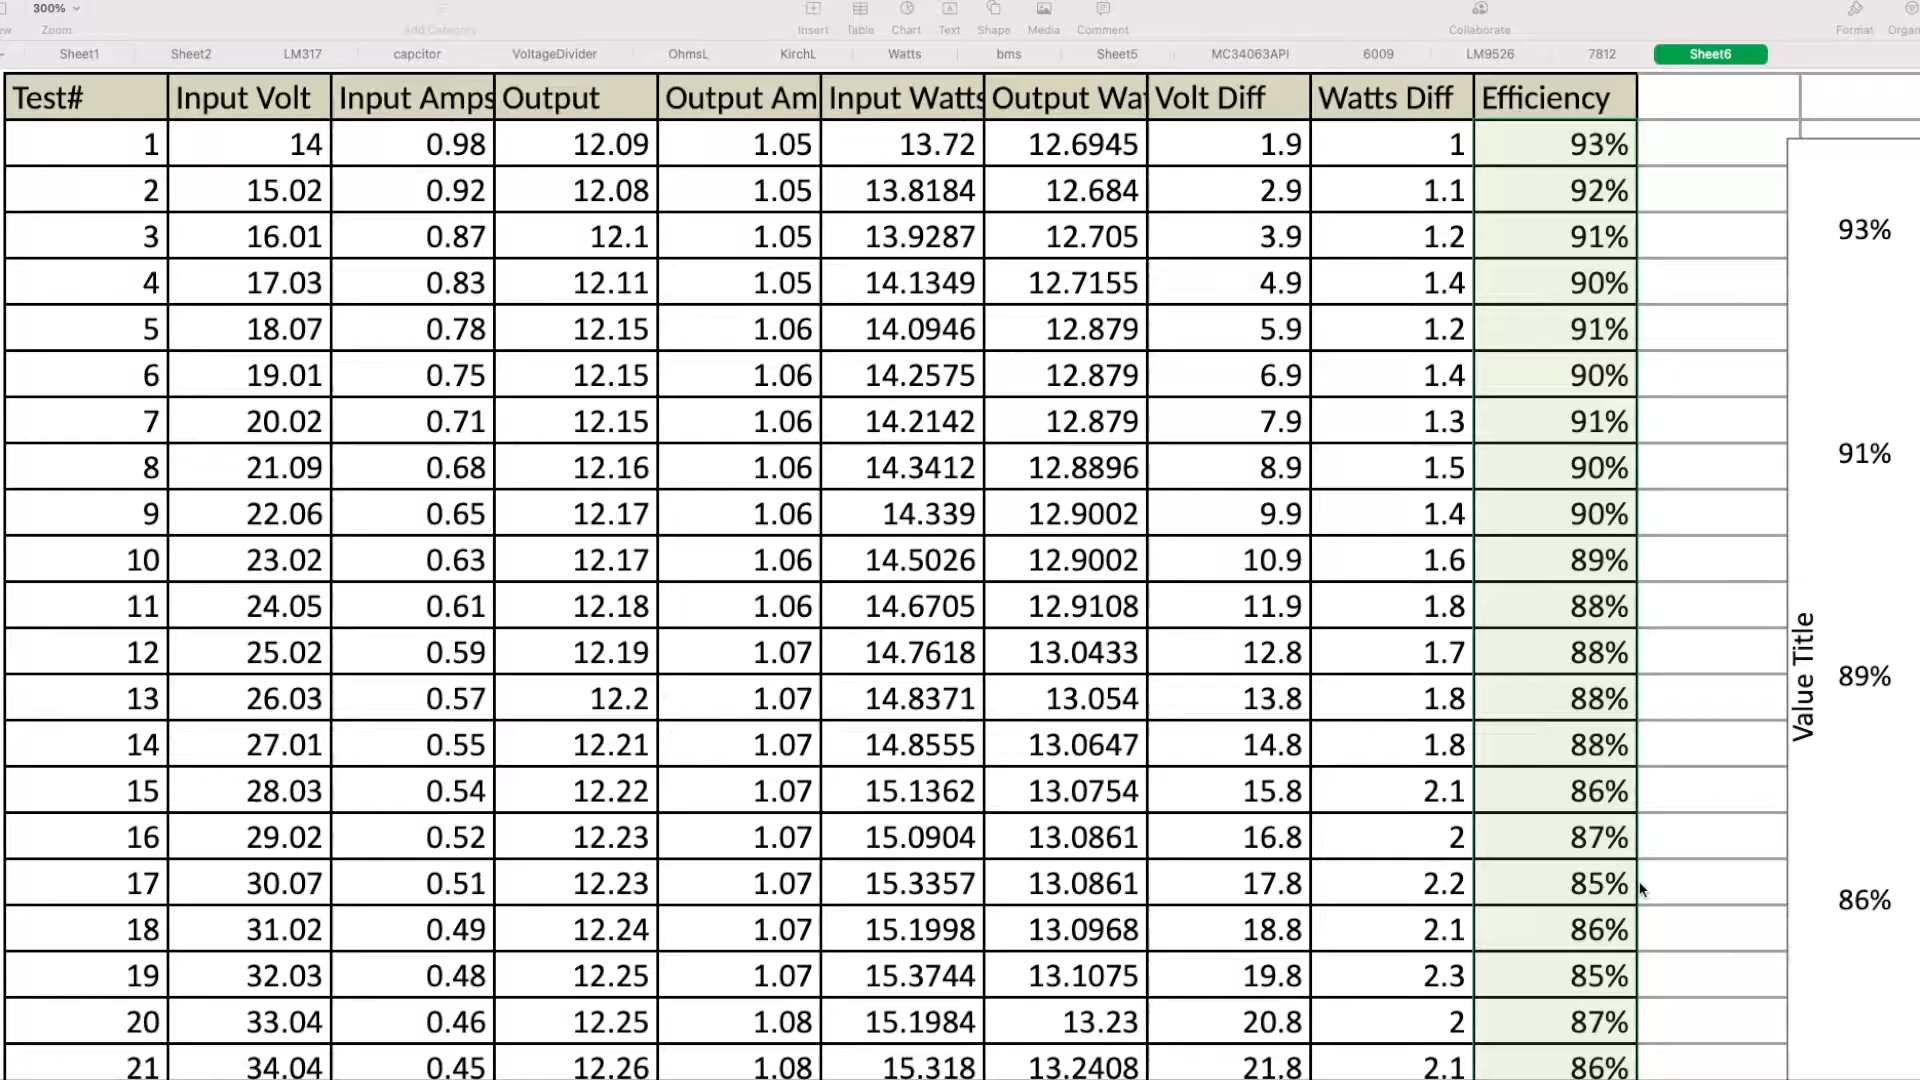 300%
Zoom Add Category Insert Table Chart Text Shape Media Comment Collaborate Format
Sheet1 Sheet2 LM317 capcitor VoltageDivider OhmsL KirchL Watts bms Sheet5 MC34063API 6009 LM9526 7812 Sheet6
Test# Input Volt Input Amps Output Output Am Input Watts Output Wa Volt Diff Watts Diff Efficiency
1 14 0.98 12.09 1.05 13.72 12.6945 1.9 1 93%
2 15.02 0.92 12.08 1.05 13.8184 12.684 2.9 1.1 92%
93%
3 16.01 0.87 12.1 1.05 13.9287 12.705 3.9 1.2 91%
4 17.03 0.83 12.11 1.05 14.1349 12.7155 4.9 1.4 90%
5 18.07 0.78 12.15 1.06 14.0946 12.879 5.9 1.2 91%
6 19.01 0.75 12.15 1.06 14.2575 12.879 6.9 1.4 90%
7 20.02 0.71 12.15 1.06 14.2142 12.879 7.9 1.3 91%
91%
8 21.09 0.68 12.16 1.06 14.3412 12.8896 8.9 1.5 90%
9 22.06 0.65 12.17 1.06 14.339 12.9002 9.9 1.4 90%
10 23.02 0.63 12.17 1.06 14.5026 12.9002 10.9 1.6 89%
11 24.05 0.61 12.18 1.06 14.6705 12.9108 11.9 1.8 88%
12 25.02 0.59 12.19 1.07 14.7618 13.0433 12.8 1.7 88%
Value Title
89%
13 26.03 0.57 12.2 1.07 14.8371 13.054 13.8 1.8 88%
14 27.01 0.55 12.21 1.07 14.8555 13.0647 14.8 1.8 88%
15 28.03 0.54 12.22 1.07 15.1362 13.0754 15.8 2.1 86%
16 29.02 0.52 12.23 1.07 15.0904 13.0861 16.8 2 87%
17 30.07 0.51 12.23 1.07 15.3357 13.0861 17.8 2.2 85%
86%
18 31.02 0.49 12.24 1.07 15.1998 13.0968 18.8 2.1 86%
19 32.03 0.48 12.25 1.07 15.3744 13.1075 19.8 2.3 85%
20 33.04 0.46 12.25 1.08 15.1984 13.23 20.8 2 87%
21 34.04 0.45 12.26 1.08 15.318 13.2408 21.8 2.1 86%